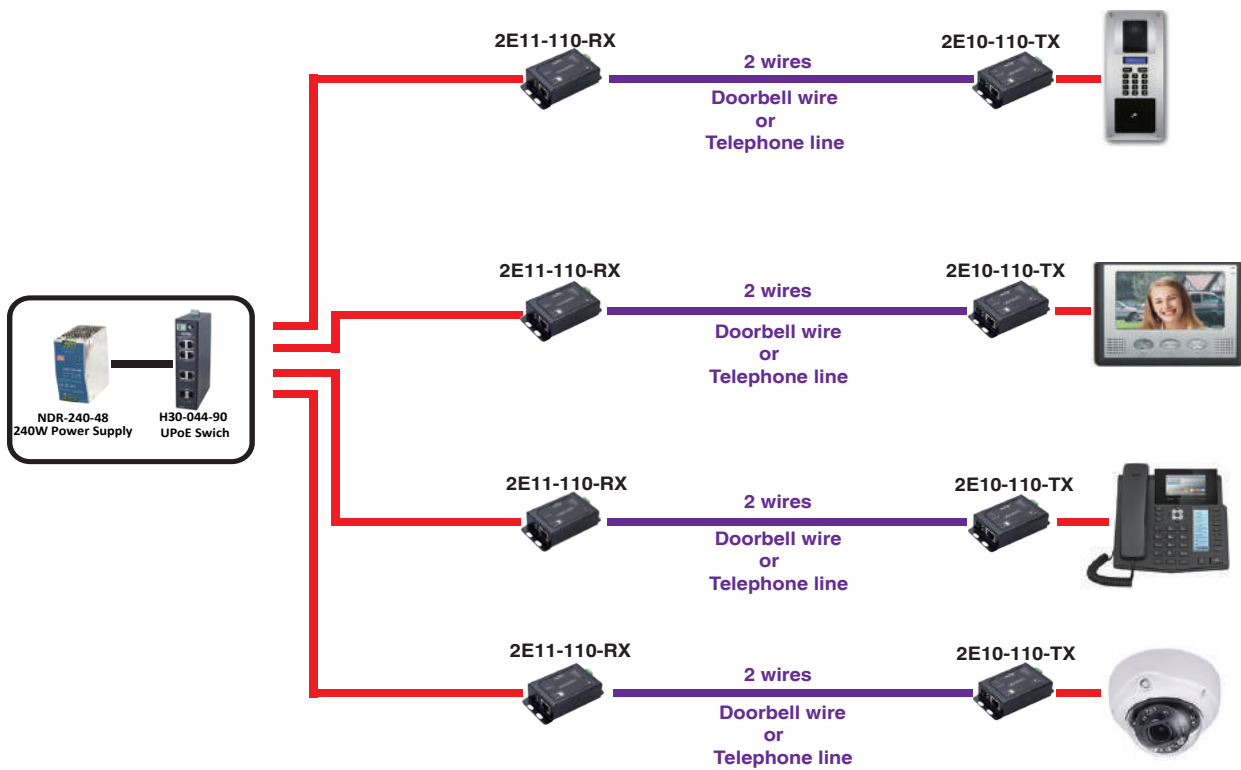 2E11-110-RX
2E10-110-TX
2 wires
Doorbell wire
or
Telephone line
2E11-110-RX
2E10-110-TX
2 wires
Doorbell wire
or
Telephone line
NDR-240-48
240W Power Supply
H30-044-90
UPoE Swich
2E11-110-RX
2E10-110-TX
2 wires
Doorbell wire
or
Telephone line
2E11-110-RX
2E10-110-TX
2 wires
Doorbell wire
or
Telephone line